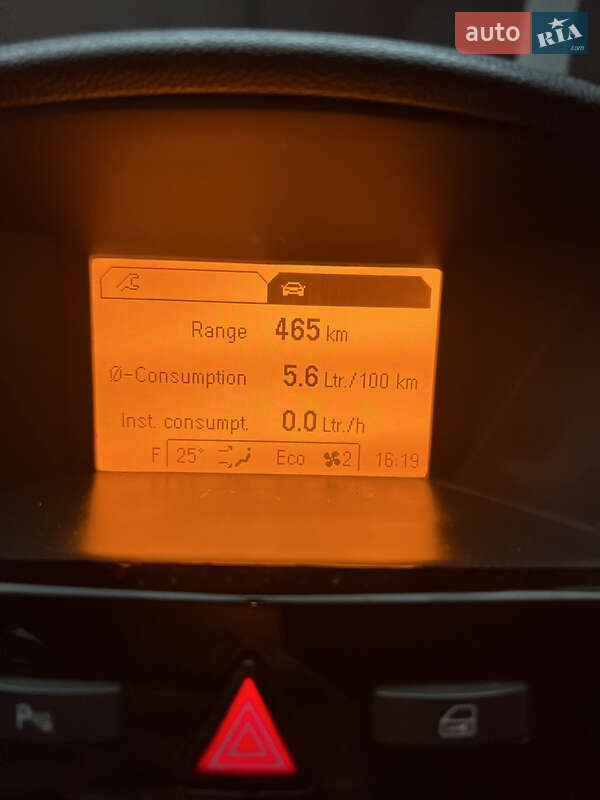 auto RIA
.com
Range 465 km
Ø-Consumption 5.6 Ltr./100 km
Inst. consumpt. 0.0 Ltr./h
F 25° Eco 2 16:19
P